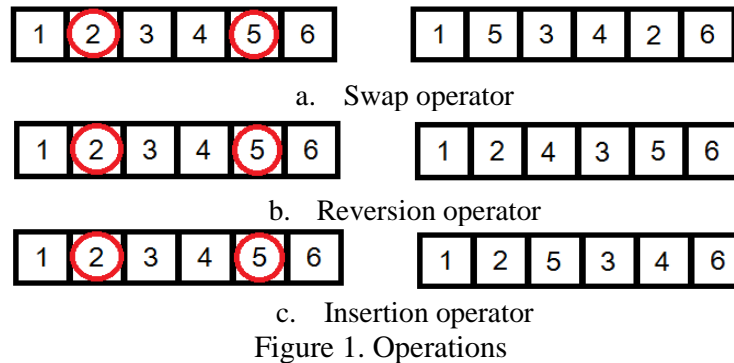 1 2 3 4 5 6 1 5 3 4 2 6
a. Swap operator
1 2 3 4 5 6 1 2 4 3 5 6
b. Reversion operator
1 2 3 4 5 6 1 2 5 3 4 6
c. Insertion operator
Figure 1. Operations